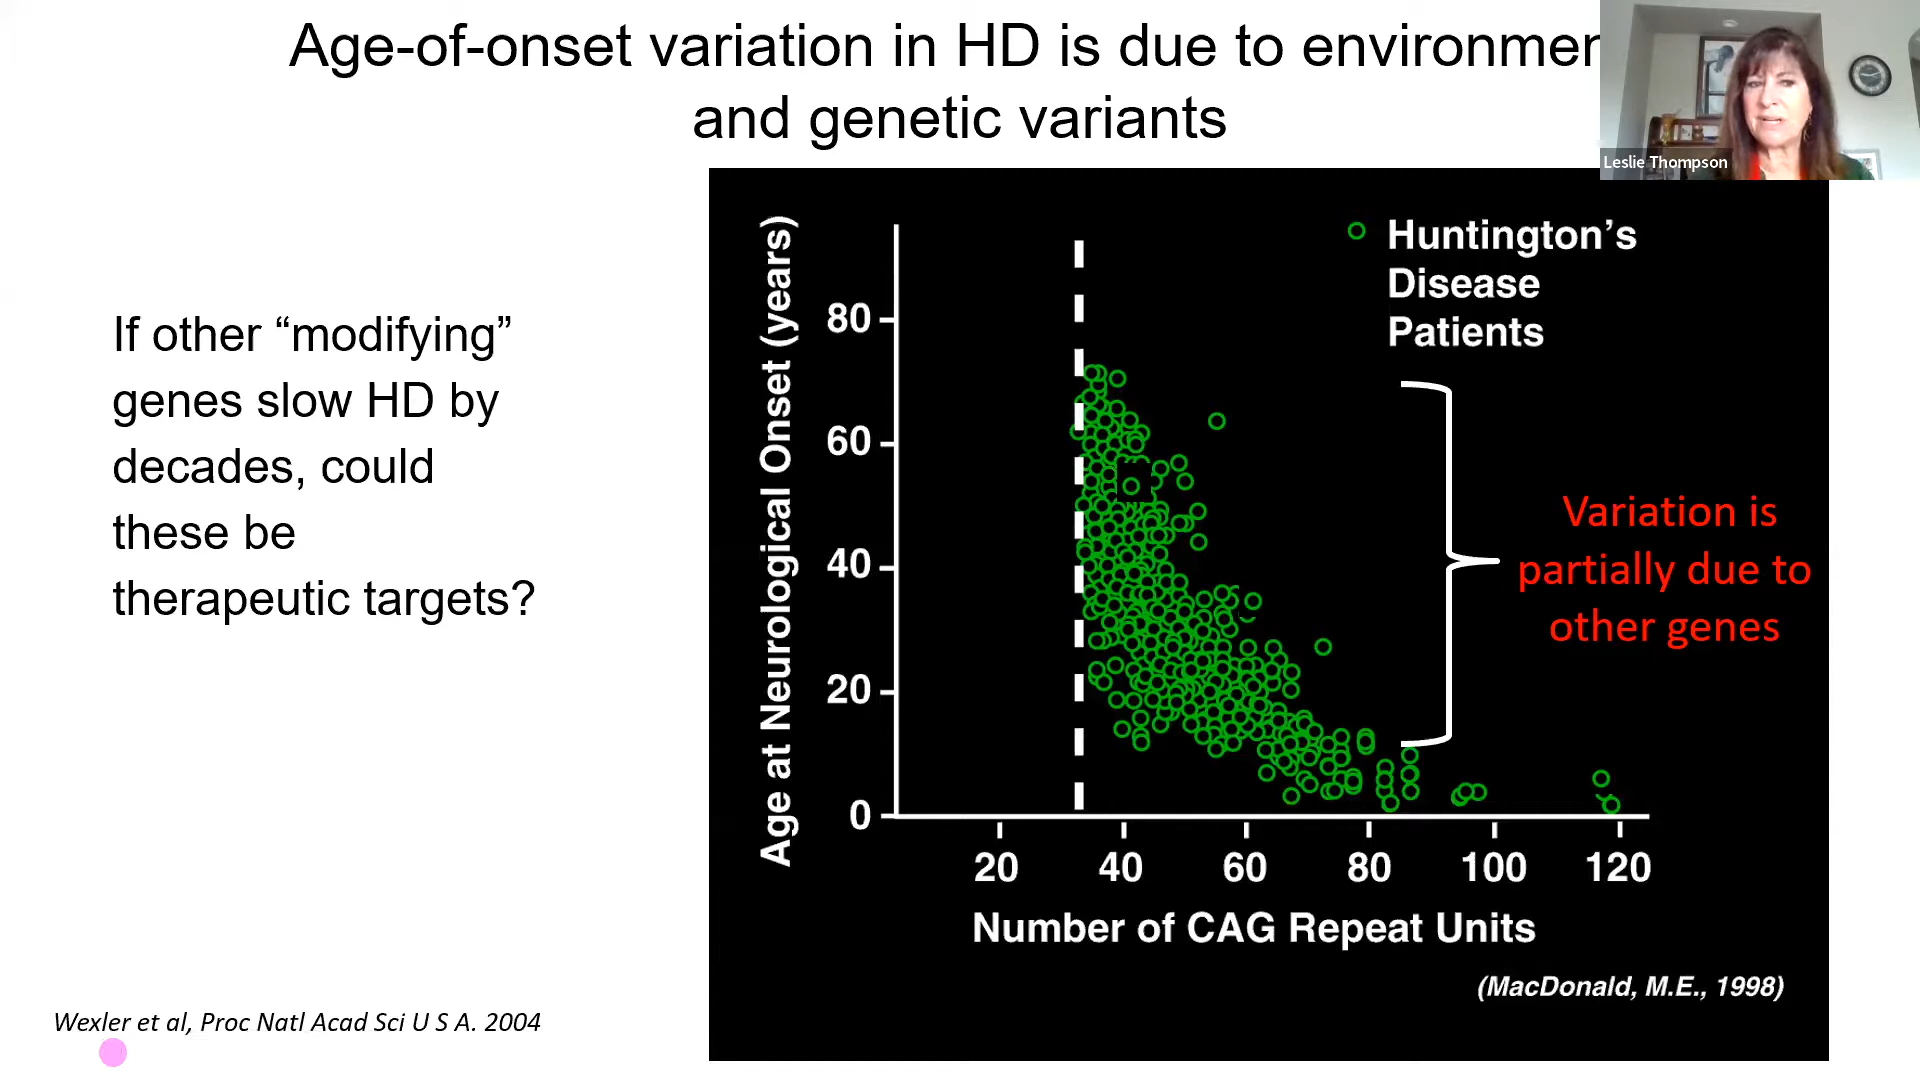 Age-of-onset variation in HD is due to environmen
and genetic variants
Leslie Thompson
If other “modifying”
genes slow HD by
decades, could
these be
therapeutic targets?
Age at Neurological Onset (years)
80
60
40
20
0
20 40 60 80 100 120
Number of CAG Repeat Units
Huntington’s
Disease
Patients
Variation is
partially due to
other genes
(MacDonald, M.E., 1998)
Wexler et al, Proc Natl Acad Sci U S A. 2004